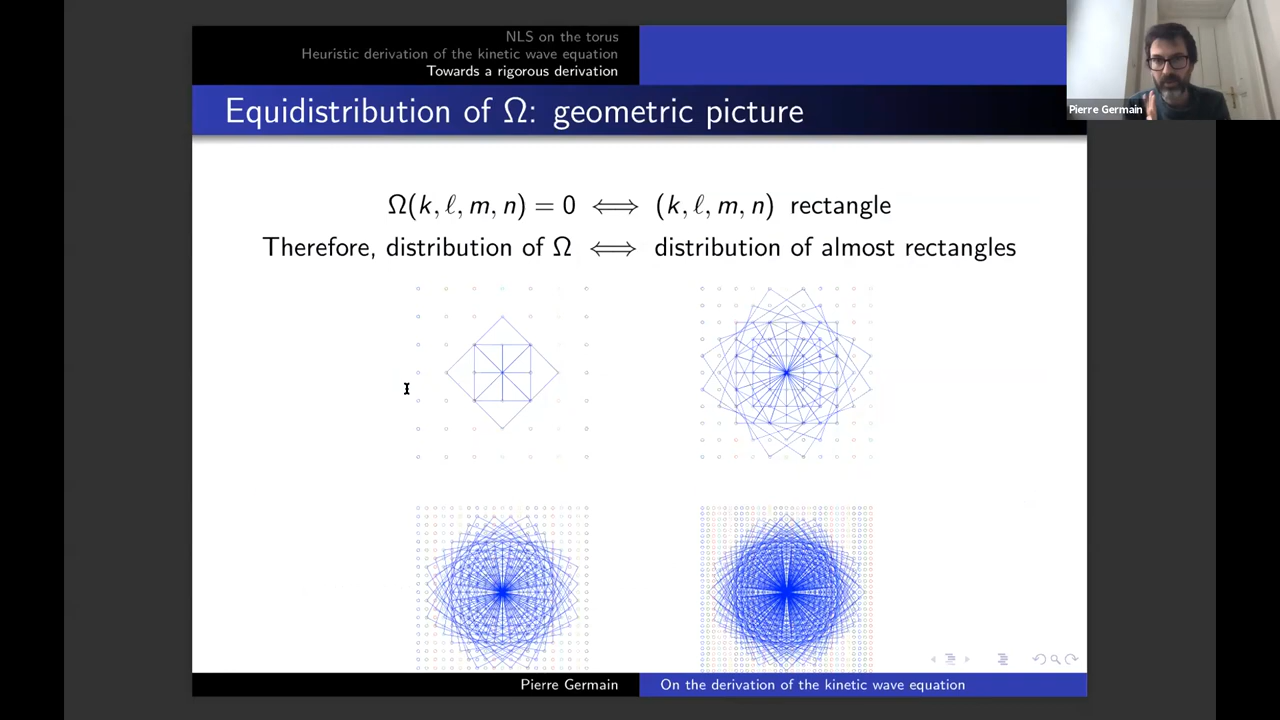 NLS on the torus
Heuristic derivation of the kinetic wave equation
Towards a rigorous derivation
Equidistribution of Ω: geometric picture
Pierre Germain
Ω(k, ℓ, m, n) = 0 ⟺ (k, ℓ, m, n) rectangle
Therefore, distribution of Ω ⟺ distribution of almost rectangles
Pierre Germain
On the derivation of the kinetic wave equation